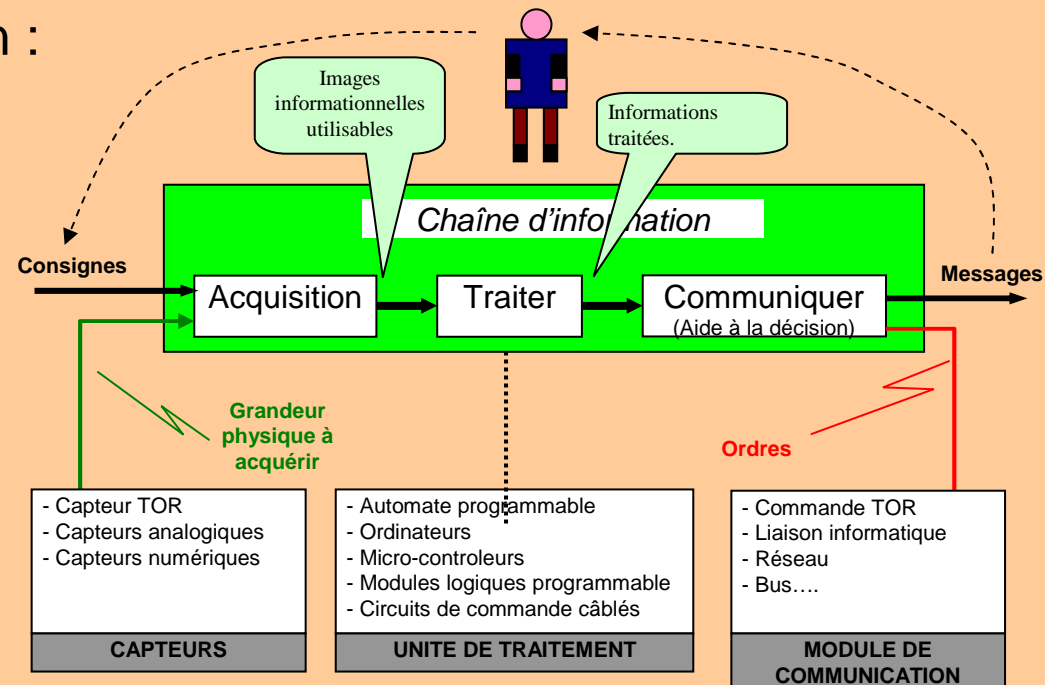 n :
Images
informationnelles
utilisables
Informations
traitées.
Chaîne d'information
Consignes
Messages
Acquisition
Traiter
Communiquer
(Aide à la décision)
Grandeur
physique à
acquérir
Ordres
- Capteur TOR
- Capteurs analogiques
- Capteurs numériques
CAPTEURS
- Automate programmable
- Ordinateurs
- Micro-controleurs
- Modules logiques programmable
- Circuits de commande câblés
UNITE DE TRAITEMENT
- Commande TOR
- Liaison informatique
- Réseau
- Bus....
MODULE DE
COMMUNICATION